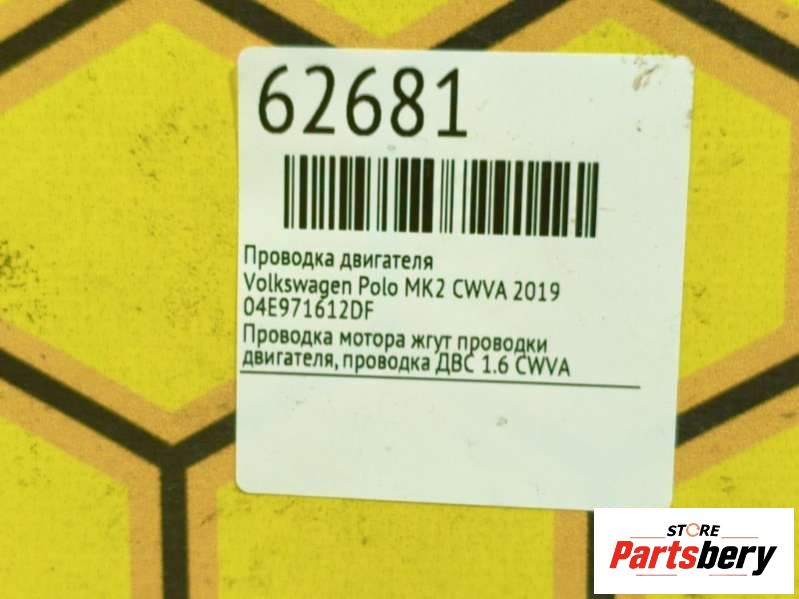 62681
Проводка двигателя
Volkswagen Polo MK2 CWVA 2019
04E971612DF
Проводка мотора жгут проводки
двигателя, проводка ДВС 1.6 CWVA
STORE
Partsbery